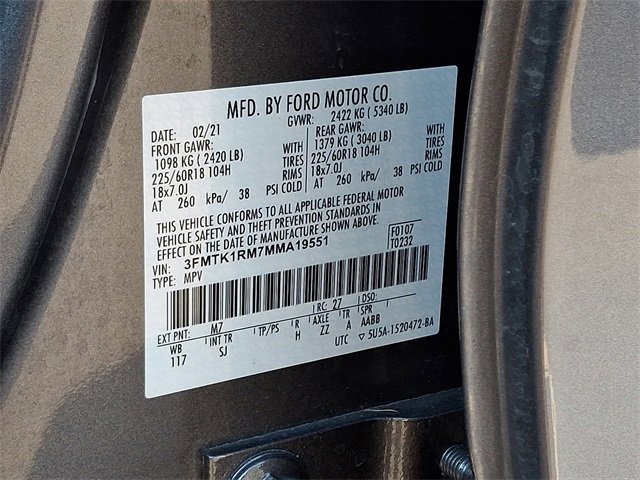 MFD. BY FORD MOTOR CO.
DATE: 02/21 GVWR: 2422 KG ( 5340 LB)
FRONT GAWR: REAR GAWR:
1098 KG ( 2420 LB) WITH 1379 KG ( 3040 LB) WITH
225/60R18 104H TIRES 225/60R18 104H TIRES
18x7.0J RIMS 18x7.0J RIMS
AT 260 kPa/ 38 PSI COLD AT 260 kPa/ 38 PSI COLD
THIS VEHICLE CONFORMS TO ALL APPLICABLE FEDERAL MOTOR
VEHICLE SAFETY AND THEFT PREVENTION STANDARDS IN
EFFECT ON THE DATE OF MANUFACTURE SHOWN ABOVE. F0107
VIN: 3FMTK1RM7MMA19551 T0232
TYPE: MPV
RC: 27 DSO:
EXT PNT: M7
WB INT TR TP/PS R AXLE TR SPR
117 SJ H ZZ A AABB
UTC ▽5U5A-1520472-BA